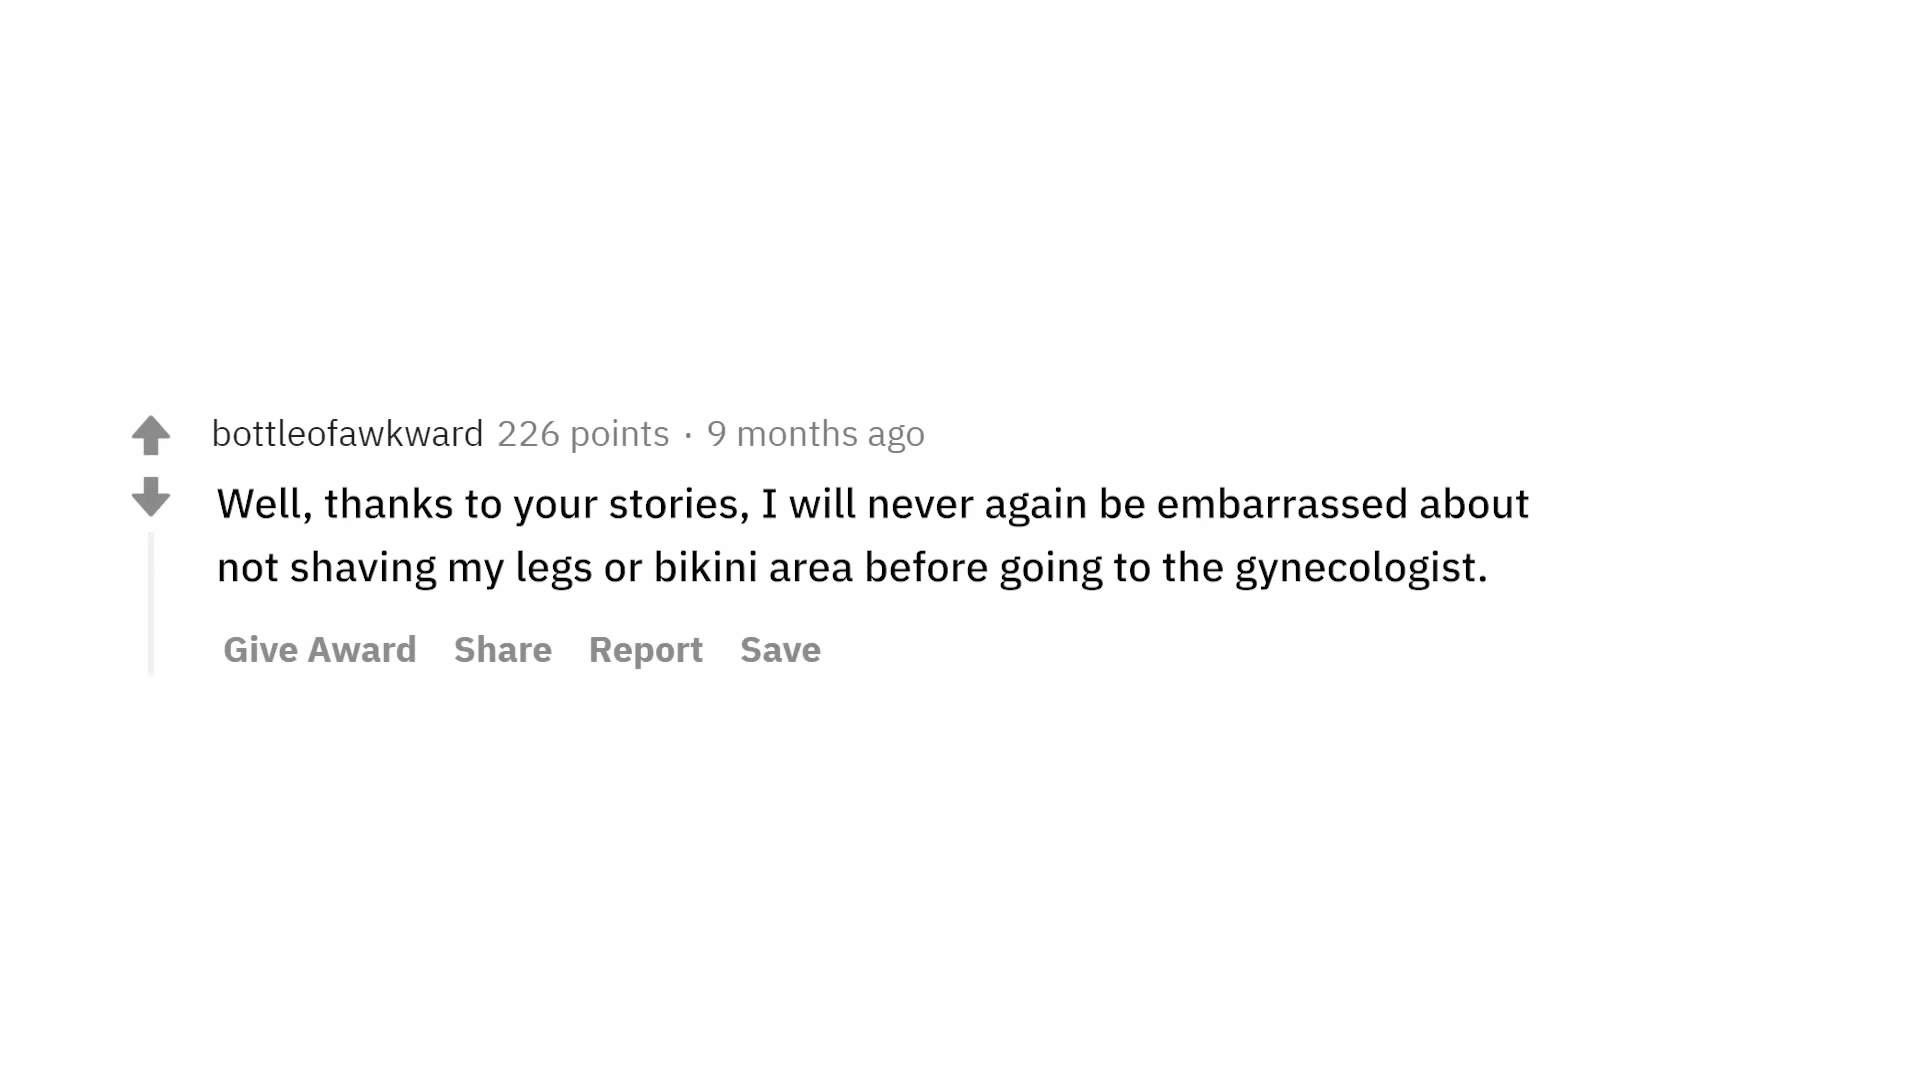 bottleofawkward 226 points · 9 months ago
Well, thanks to your stories, I will never again be embarrassed about
not shaving my legs or bikini area before going to the gynecologist.
Give Award Share Report Save